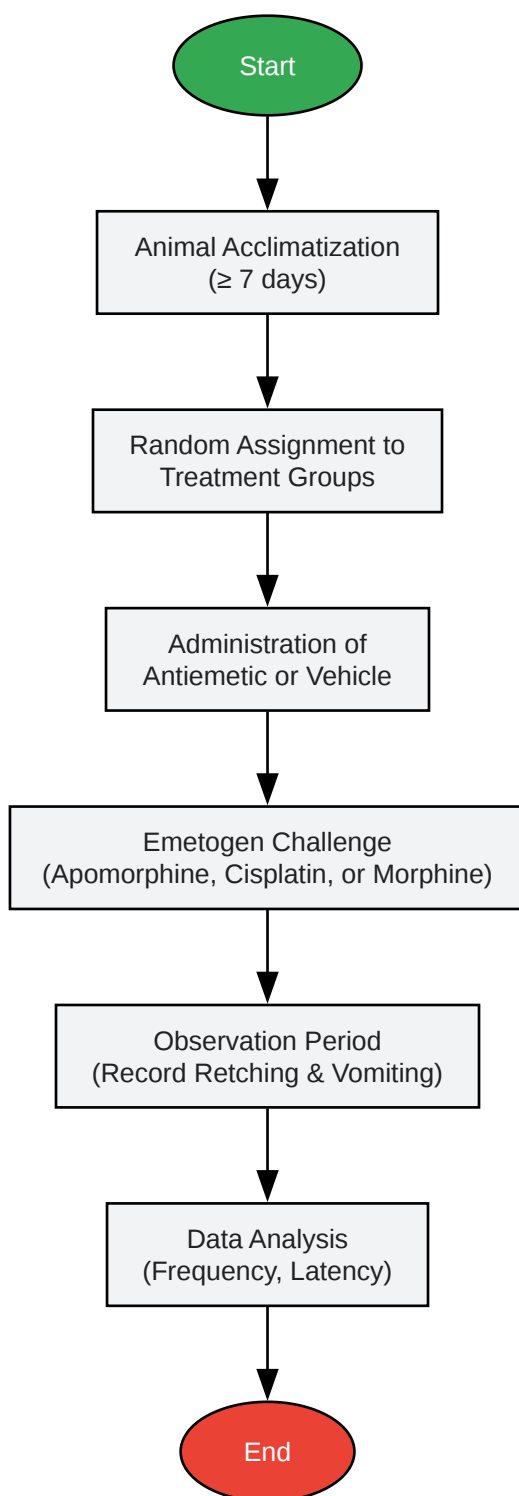 Start
Animal Acclimatization
(≥ 7 days)
Random Assignment to
Treatment Groups
Administration of
Antiemetic or Vehicle
Emetogen Challenge
(Apomorphine, Cisplatin, or Morphine)
Observation Period
(Record Retching & Vomiting)
Data Analysis
(Frequency, Latency)
End